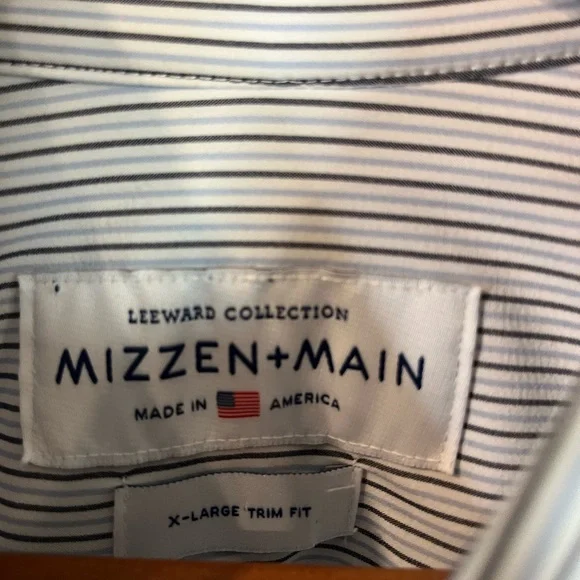 LEEWARD COLLECTION
MIZZEN+MAIN
MADE IN AMERICA
X-LARGE TRIM FIT